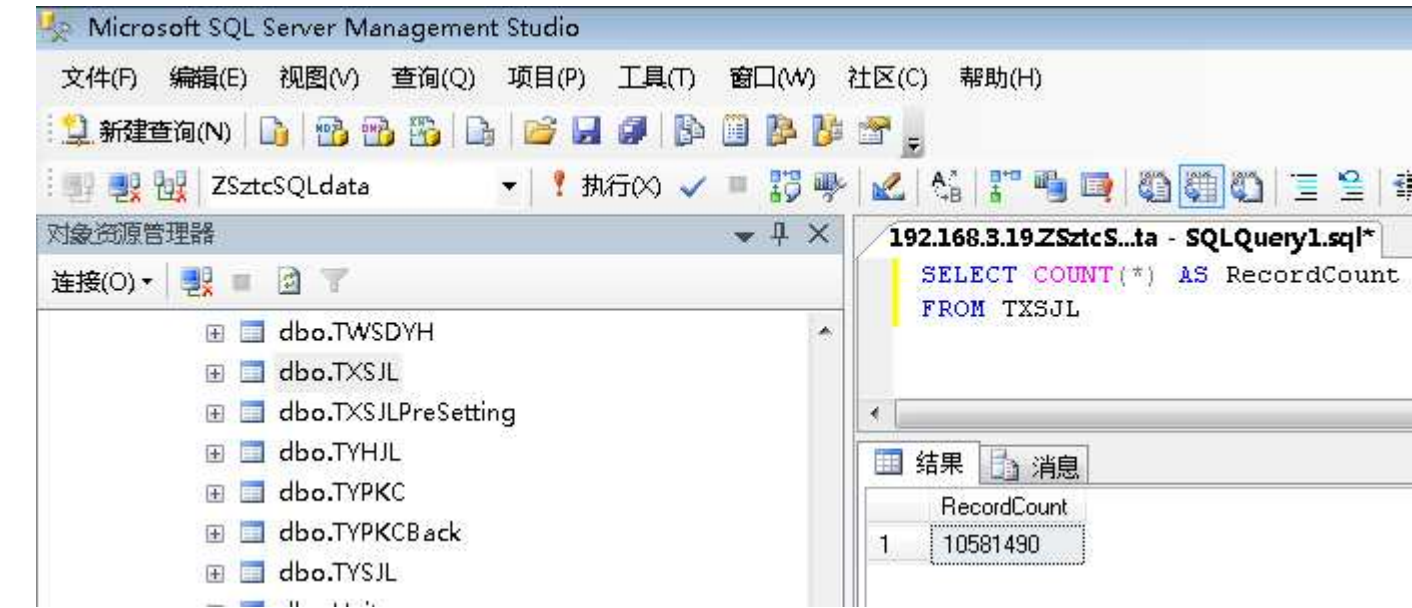 Microsoft SQL Server Management Studio
文件(F) 编辑(E) 视图(V) 查询(Q) 项目(P) 工具(T) 窗口(W) 社区(C) 帮助(H)
新建查询(N)
ZSztcSQLdata 执行(X)
对象资源管理器
连接(O)
dbo.TWSDYH
dbo.TXSJL
dbo.TXSJLPreSetting
dbo.TYHJL
dbo.TYPKC
dbo.TYPKCBack
dbo.TYSJL
192.168.3.19.ZSztcS...ta - SQLQuery1.sql*
SELECT COUNT(*) AS RecordCount
FROM TXSJL
结果 消息
RecordCount
1 10581490